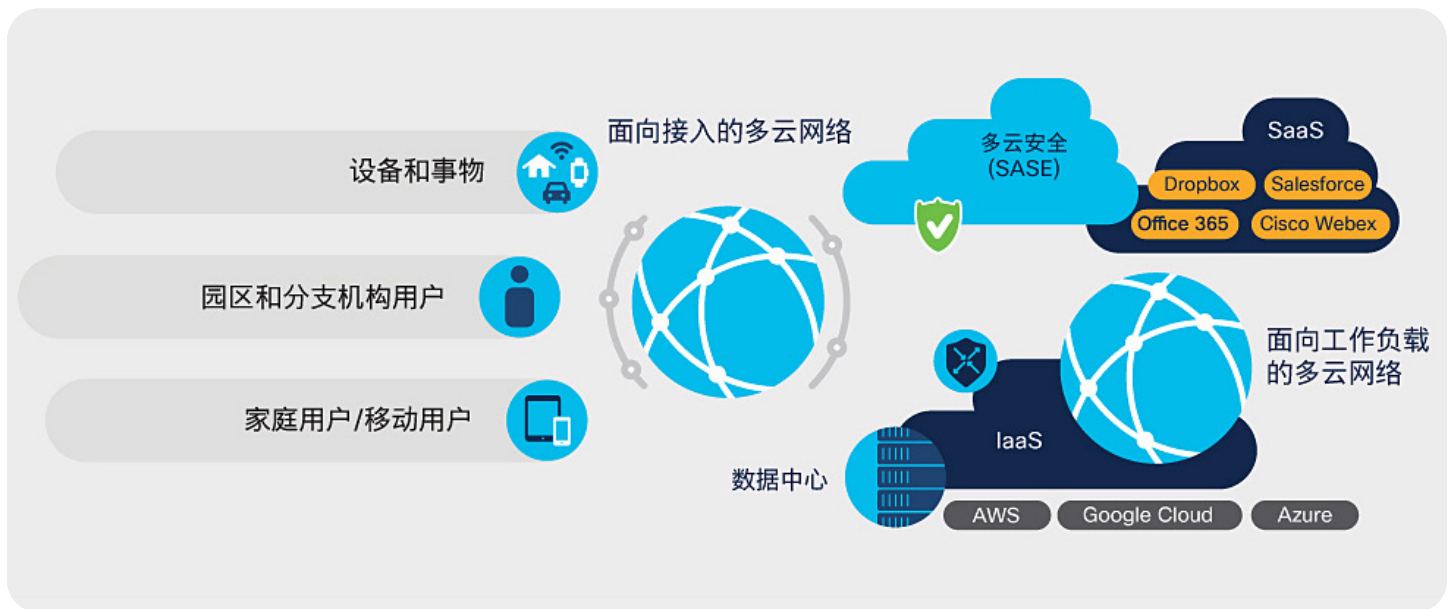 设备和事物
园区和分支机构用户
家庭用户/移动用户
面向接入的多云网络
多云安全
(SASE)
SaaS
Dropbox
Salesforce
Office 365
Cisco Webex
面向工作负载
的多云网络
IaaS
数据中心
AWS
Google Cloud
Azure